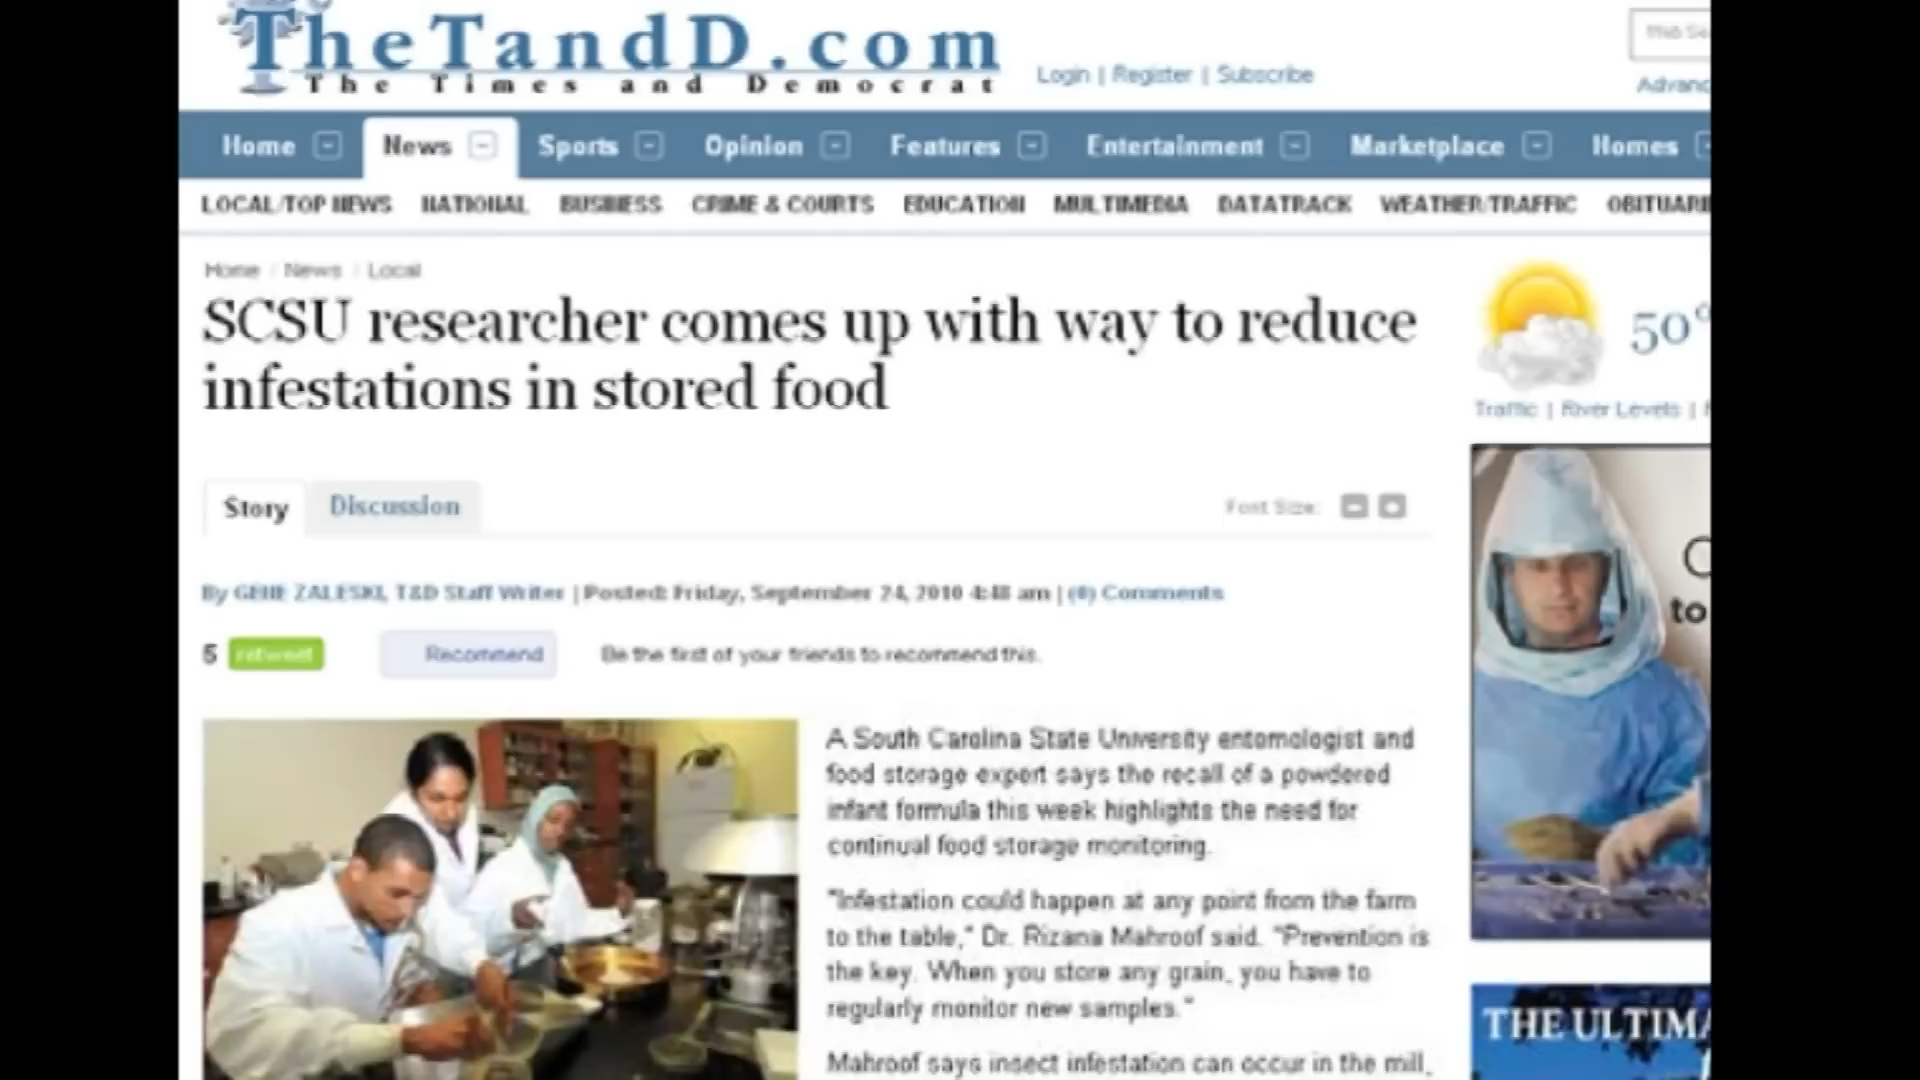 TheTandD.com
The Times and Democrat
Login | Register | Subscribe
Home News Sports Opinion Features Entertainment Marketplace Homes
LOCAL/TOP NEWS NATIONAL BUSINESS CRIME & COURTS EDUCATION MULTIMEDIA DATATRACK WEATHER/TRAFFIC
Home / News / Local
SCSU researcher comes up with way to reduce
infestations in stored food
50°
Traffic | River Levels |
Story Discussion
Font Size:
By GENE ZALESKI, T&D Staff Writer | Posted: Friday, September 24, 2010 4:48 am | (0) Comments
5 retweet Recommend Be the first of your friends to recommend this.
A South Carolina State University entomologist and
food storage expert says the recall of a powdered
infant formula this week highlights the need for
continual food storage monitoring.
"Infestation could happen at any point from the farm
to the table," Dr. Rizana Mahroof said. "Prevention is
the key. When you store any grain, you have to
regularly monitor new samples."
Mahroof says insect infestation can occur in the mill,
to
THE ULTIMA